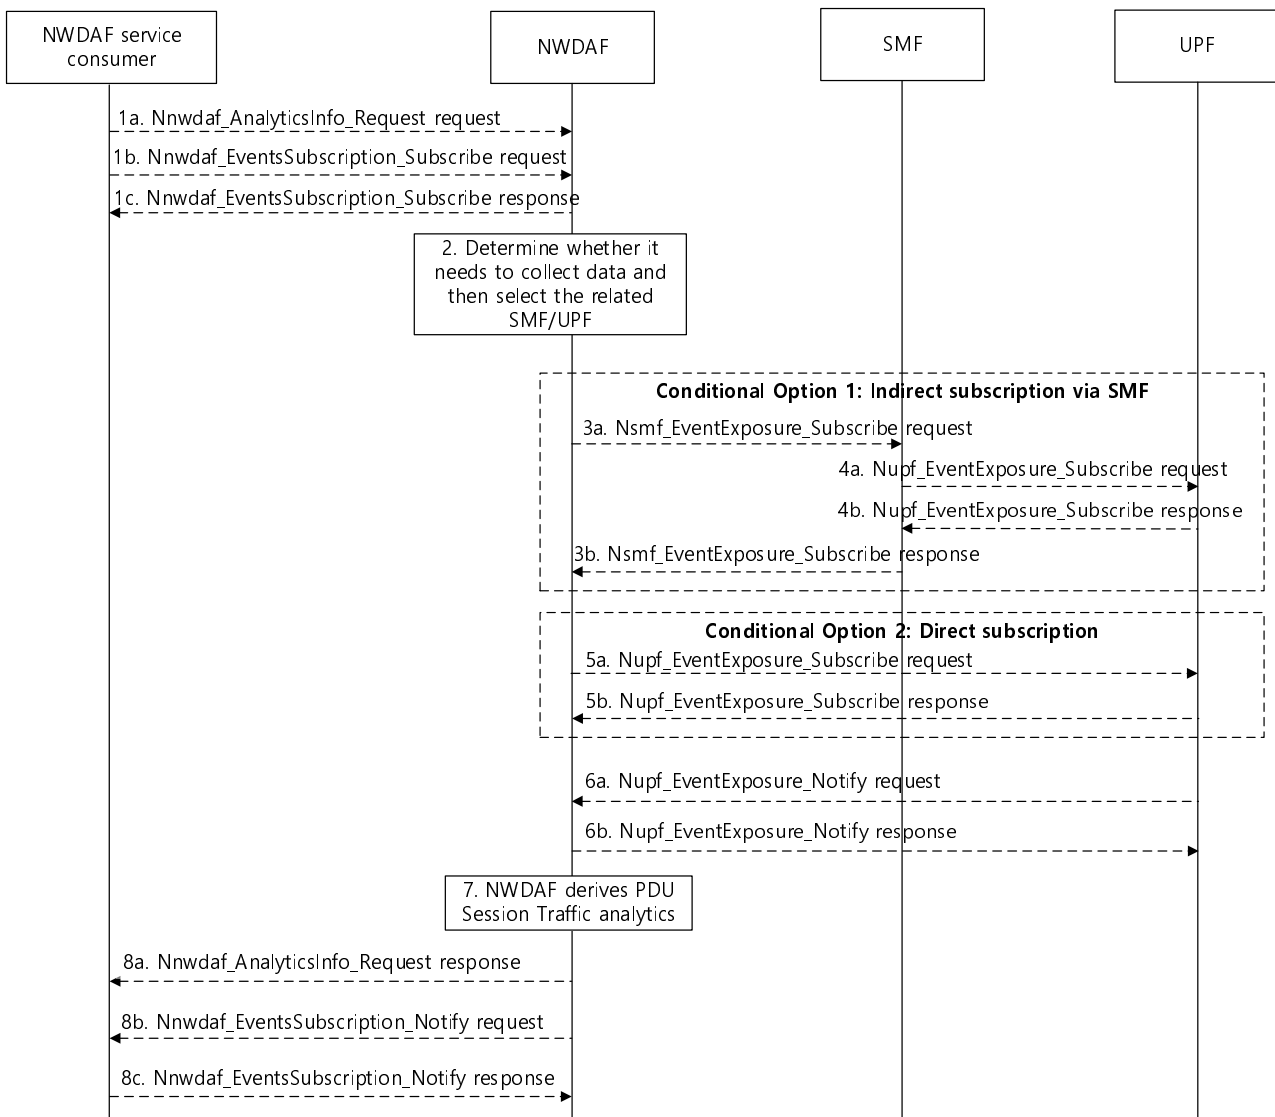 NWDAF service
consumer
NWDAF
SMF
UPF
1a. Nnwdaf_AnalyticsInfo_Request request
1b. Nnwdaf_EventsSubscription_Subscribe request
1c. Nnwdaf_EventsSubscription_Subscribe response
2. Determine whether it
needs to collect data and
then select the related
SMF/UPF
Conditional Option 1: Indirect subscription via SMF
3a. Nsmf_EventExposure_Subscribe request
4a. Nupf_EventExposure_Subscribe request
4b. Nupf_EventExposure_Subscribe response
3b. Nsmf_EventExposure_Subscribe response
Conditional Option 2: Direct subscription
5a. Nupf_EventExposure_Subscribe request
5b. Nupf_EventExposure_Subscribe response
6a. Nupf_EventExposure_Notify request
6b. Nupf_EventExposure_Notify response
7. NWDAF derives PDU
Session Traffic analytics
8a. Nnwdaf_AnalyticsInfo_Request response
8b. Nnwdaf_EventsSubscription_Notify request
8c. Nnwdaf_EventsSubscription_Notify response